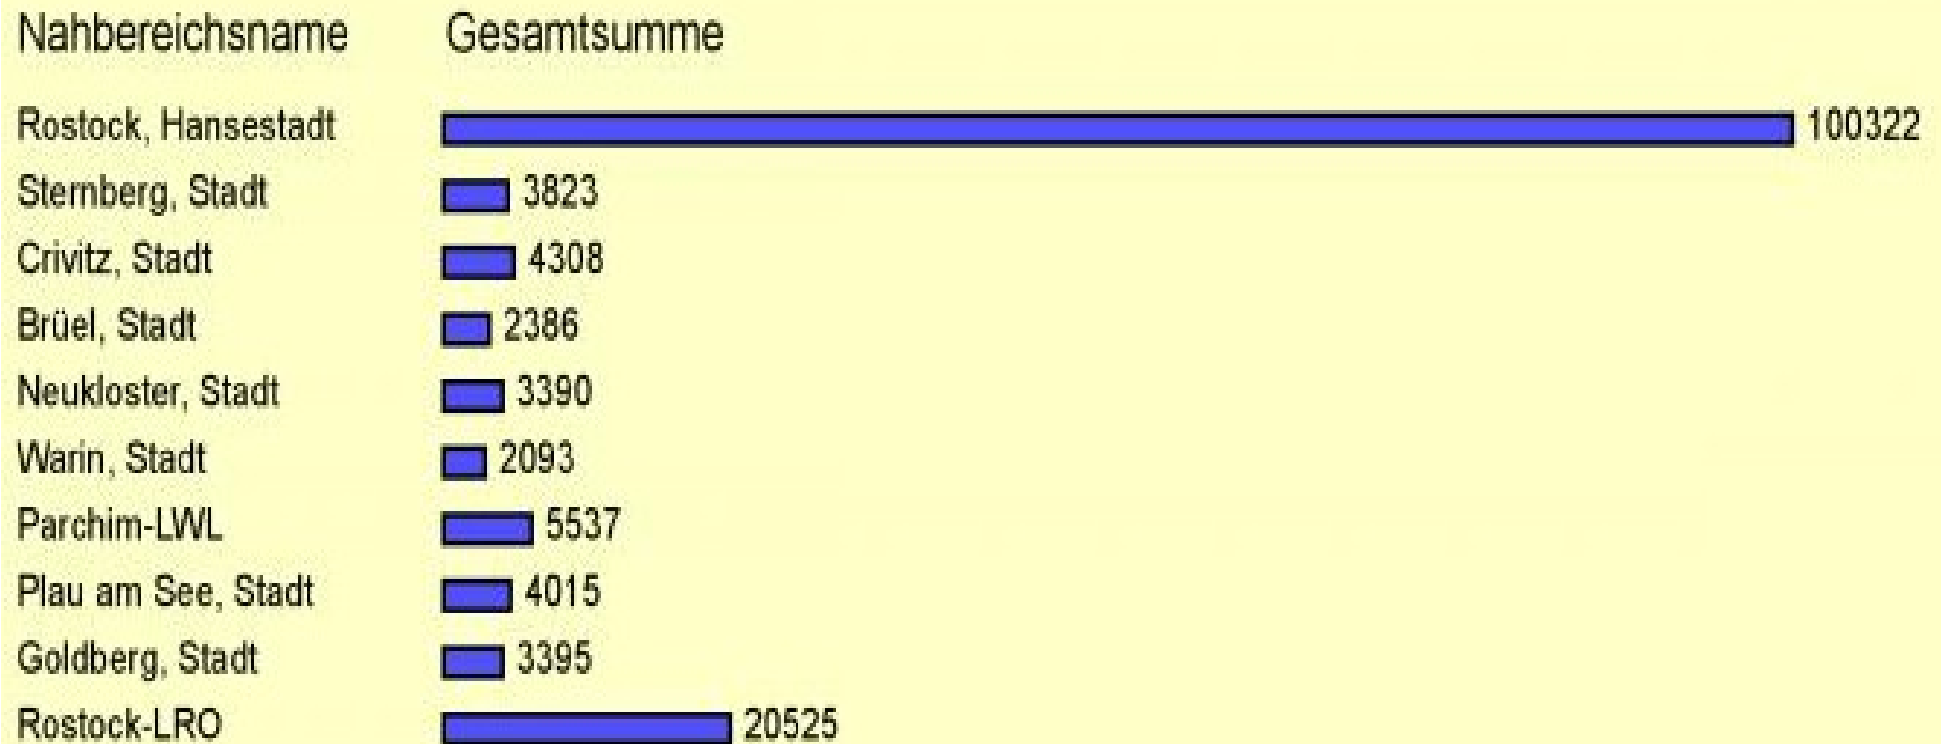 Nahbereichsname Gesamtsumme
Rostock, Hansestadt 100322
Sternberg, Stadt 3823
Crivitz, Stadt 4308
Brüel, Stadt 2386
Neukloster, Stadt 3390
Warin, Stadt 2093
Parchim-LWL 5537
Plau am See, Stadt 4015
Goldberg, Stadt 3395
Rostock-LRO 20525